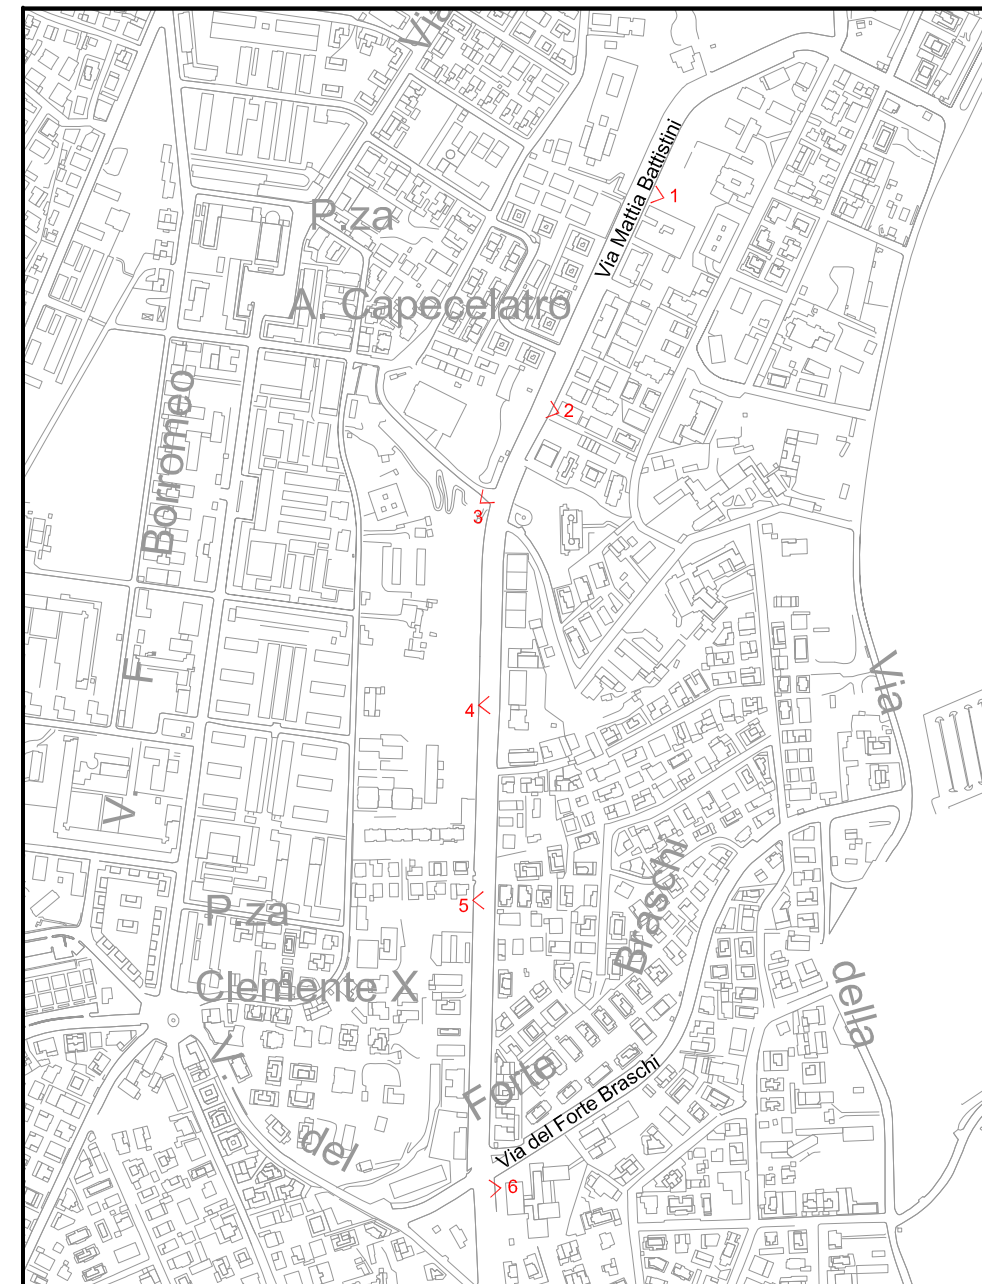 Via
Via Mattia Battistini
1
P.za
A. Capecelatro
2
Borromeo
3
F.
Via
4
V.
Braschi
P.za
5
Clemente X
della
V.
Forte
del
Via del Forte Braschi
6